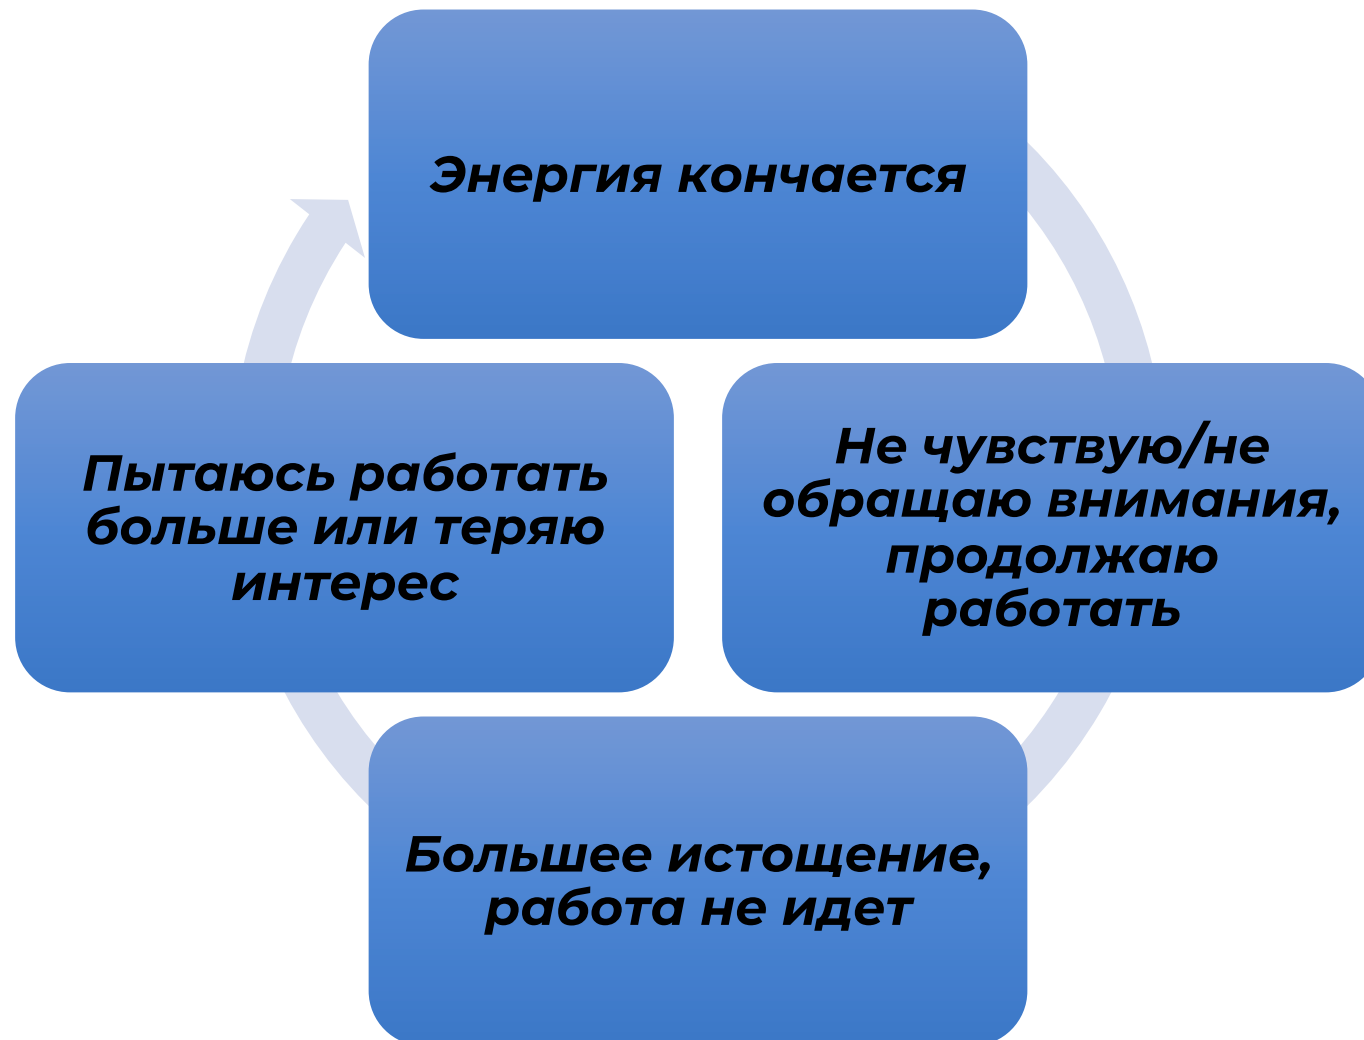 Энергия кончается
Не чувствую/не
обращаю внимания,
продолжаю
работать
Большее истощение,
работа не идет
Пытаюсь работать
больше или теряю
интерес